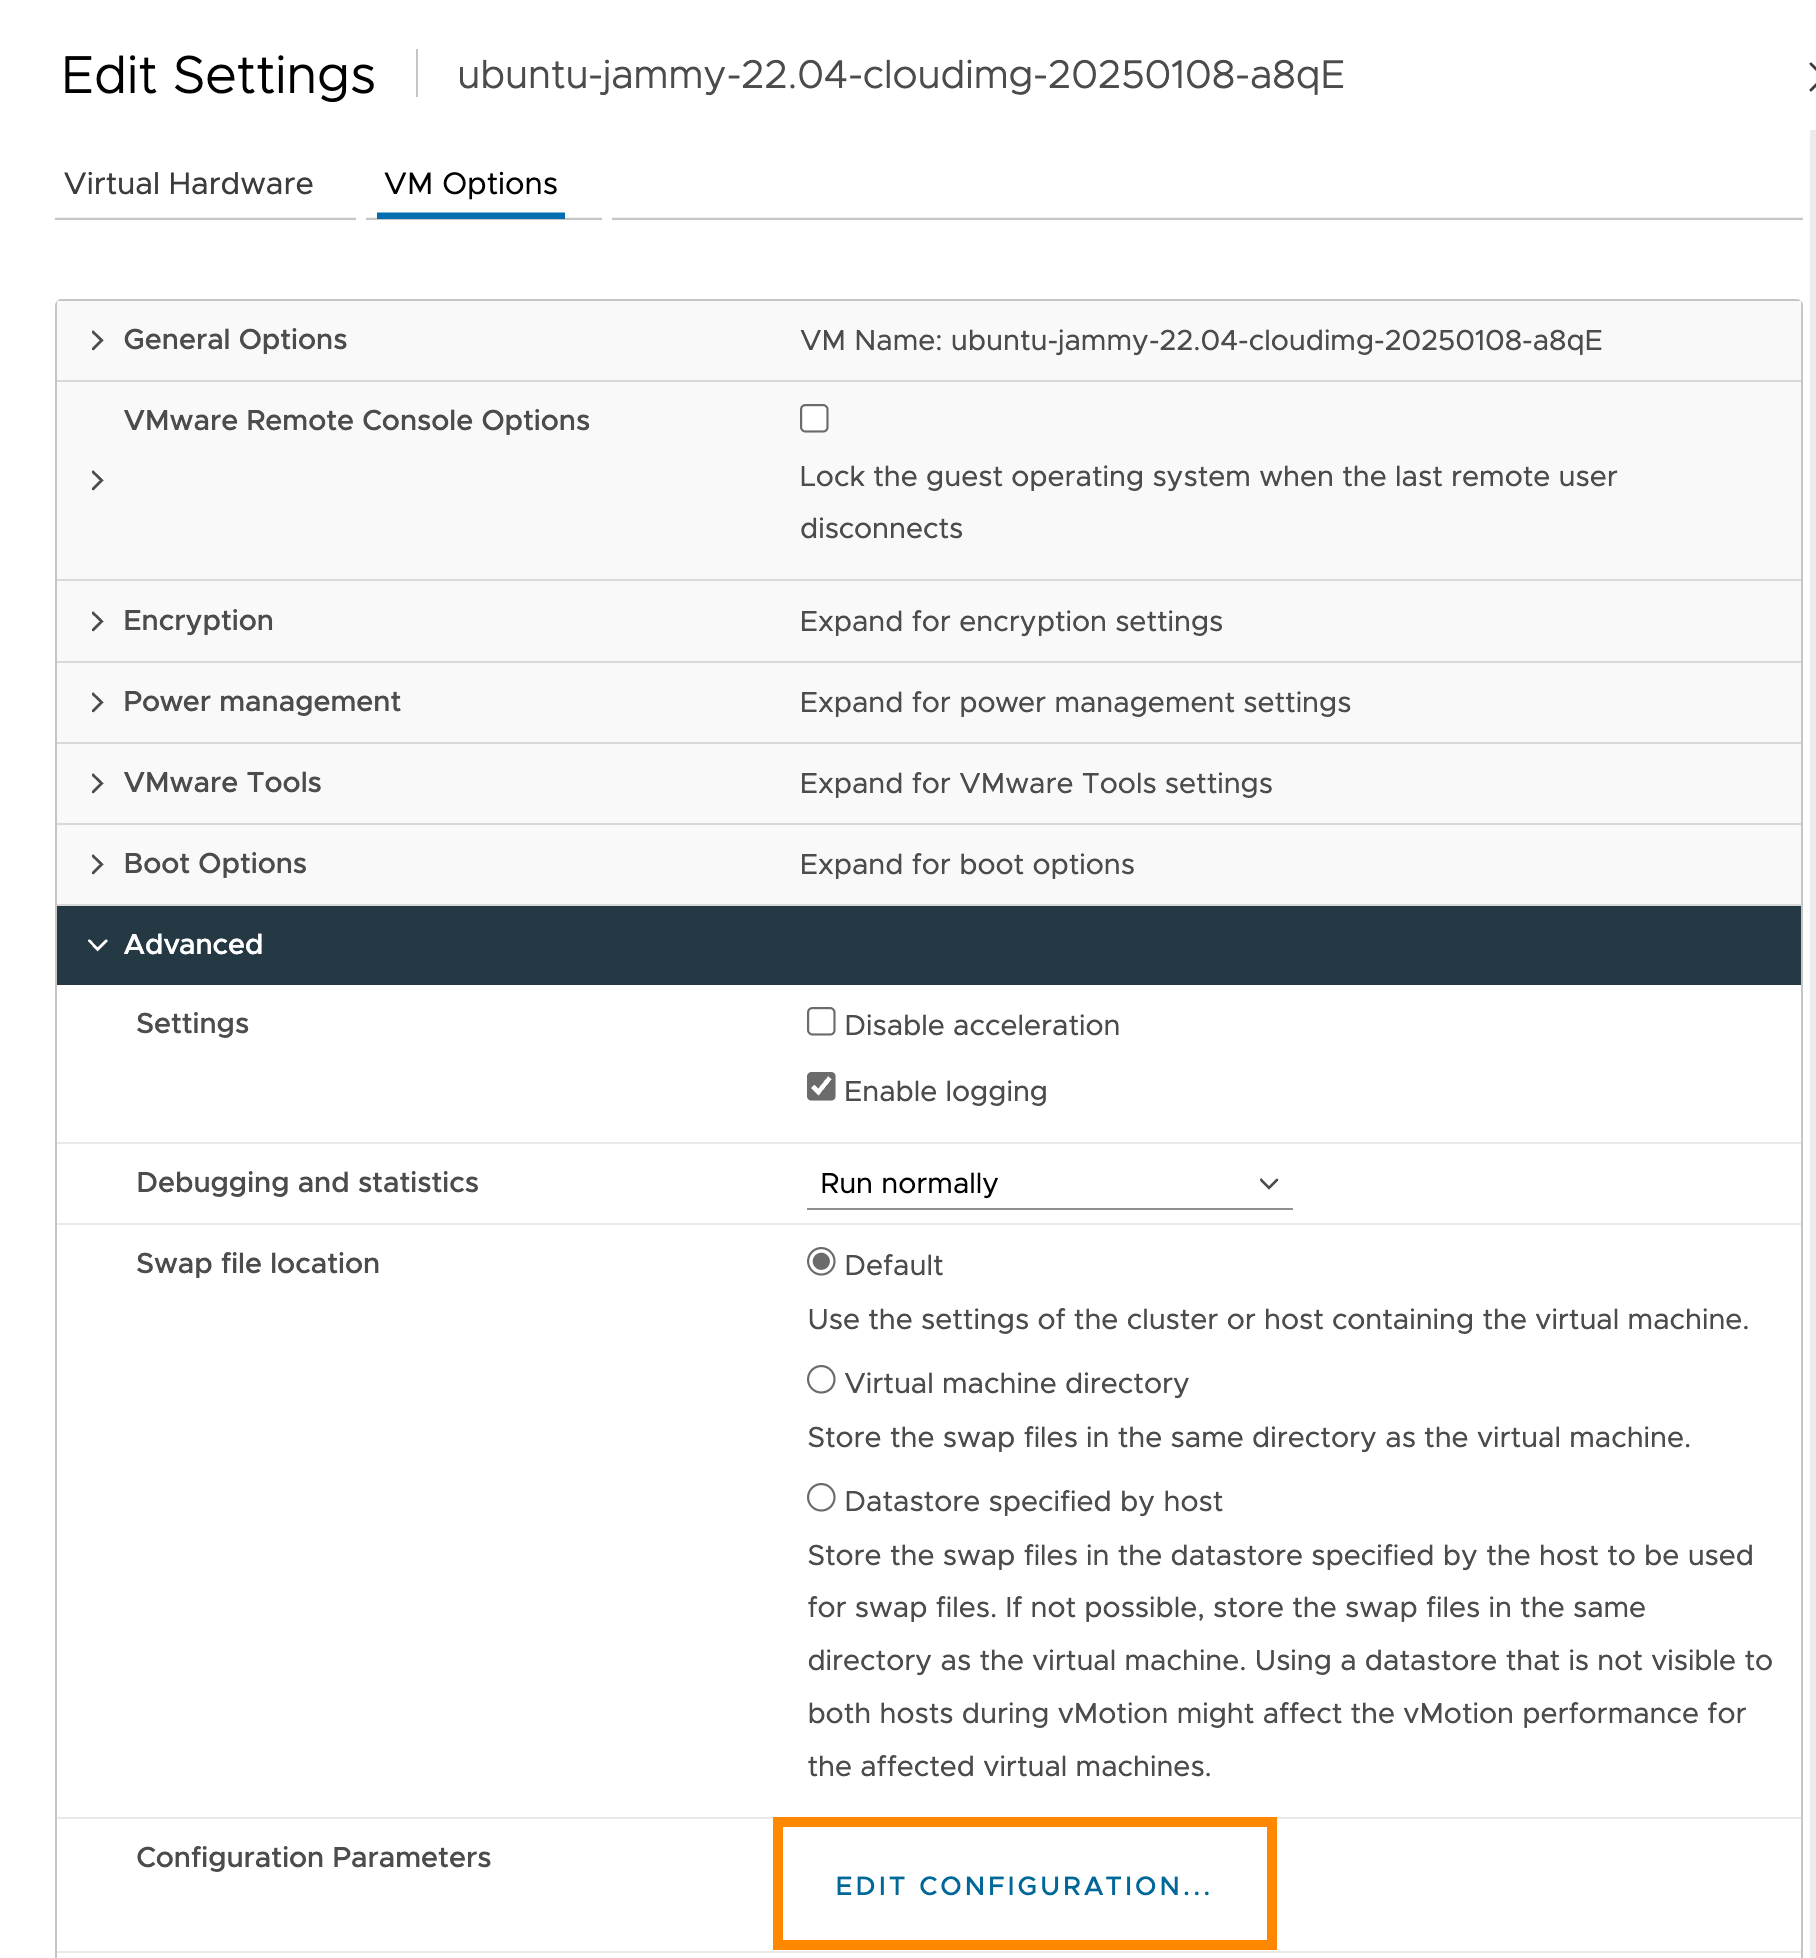 Edit Settings
ubuntu-jammy-22.04-cloudimg-20250108-a8qE
Virtual Hardware
VM Options
General Options
VM Name: ubuntu-jammy-22.04-cloudimg-20250108-a8qE
VMware Remote Console Options
Lock the guest operating system when the last remote user
disconnects
Encryption
Expand for encryption settings
Power management
Expand for power management settings
VMware Tools
Expand for VMware Tools settings
Boot Options
Expand for boot options
Advanced
Settings
Disable acceleration
Enable logging
Debugging and statistics
Run normally
Swap file location
Default
Use the settings of the cluster or host containing the virtual machine.
Virtual machine directory
Store the swap files in the same directory as the virtual machine.
Datastore specified by host
Store the swap files in the datastore specified by the host to be used
for swap files. If not possible, store the swap files in the same
directory as the virtual machine. Using a datastore that is not visible to
both hosts during vMotion might affect the vMotion performance for
the affected virtual machines.
Configuration Parameters
EDIT CONFIGURATION...